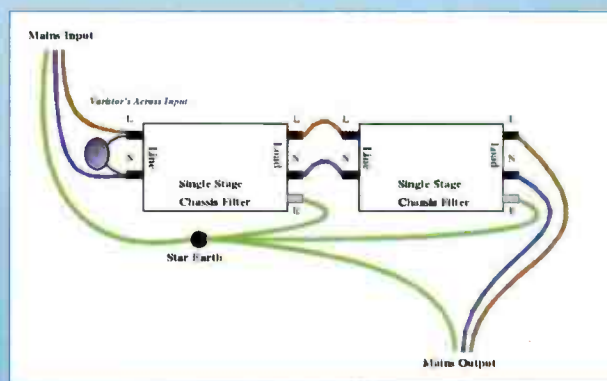 Mains Input
Varistor's Across Input
L
L
L
L
Line
Load
Line
Load
N
N
N
N
Single Stage
Chassis Filter
Single Stage
Chassis Filter
E
E
Star Earth
Mains Output